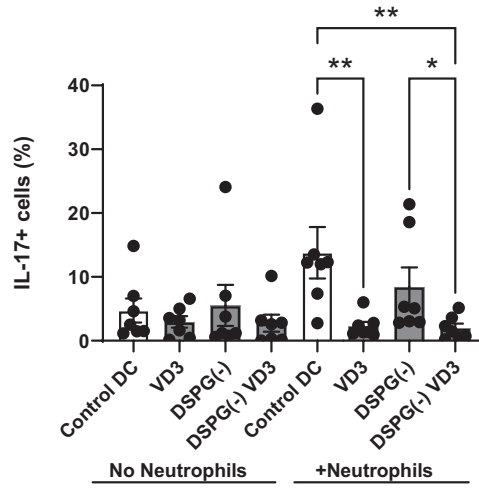 **
** *
IL-17+ cells (%)
40
30
20
10
0
Control DC VD3 DSPG(-) DSPG(-) VD3 Control DC VD3 DSPG(-) DSPG(-) VD3
No Neutrophils +Neutrophils